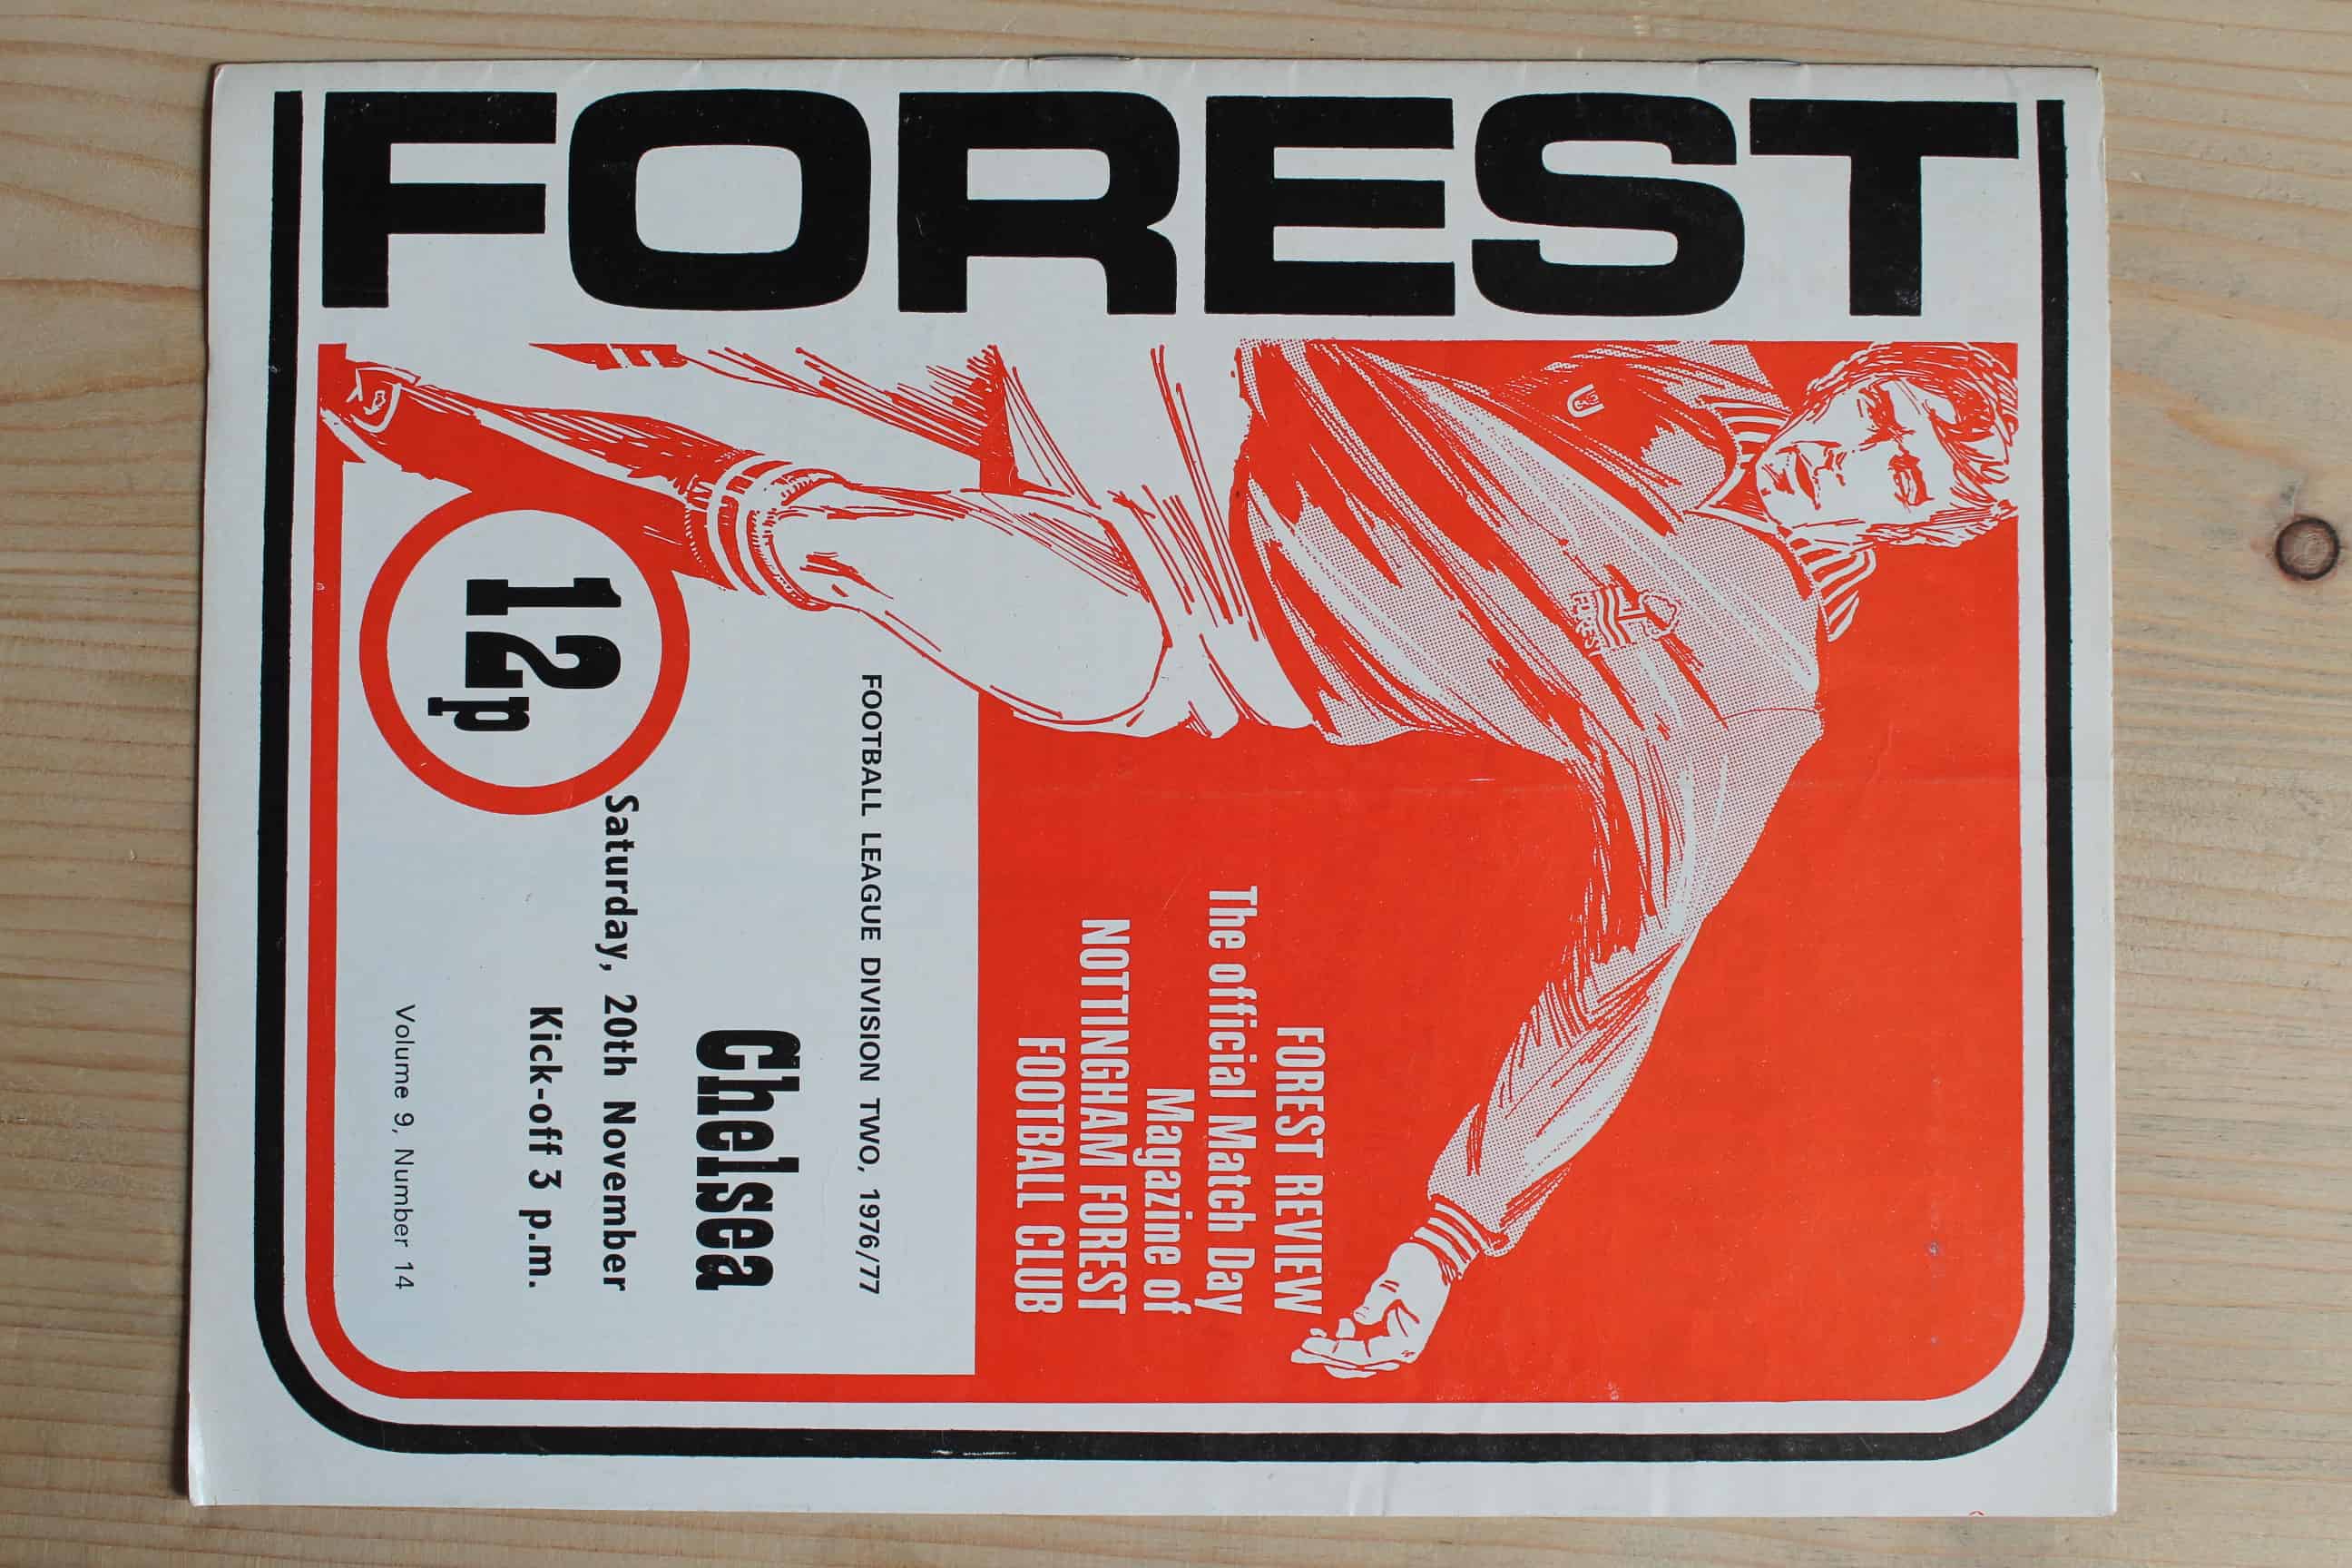 FOREST
FOREST
FOREST REVIEW
The official Match Day
Magazine of
NOTTINGHAM FOREST
FOOTBALL CLUB
FOOTBALL LEAGUE DIVISION TWO, 1976/77
Chelsea
Saturday, 20th November
Kick-off 3 p.m.
12p
Volume 9, Number 14